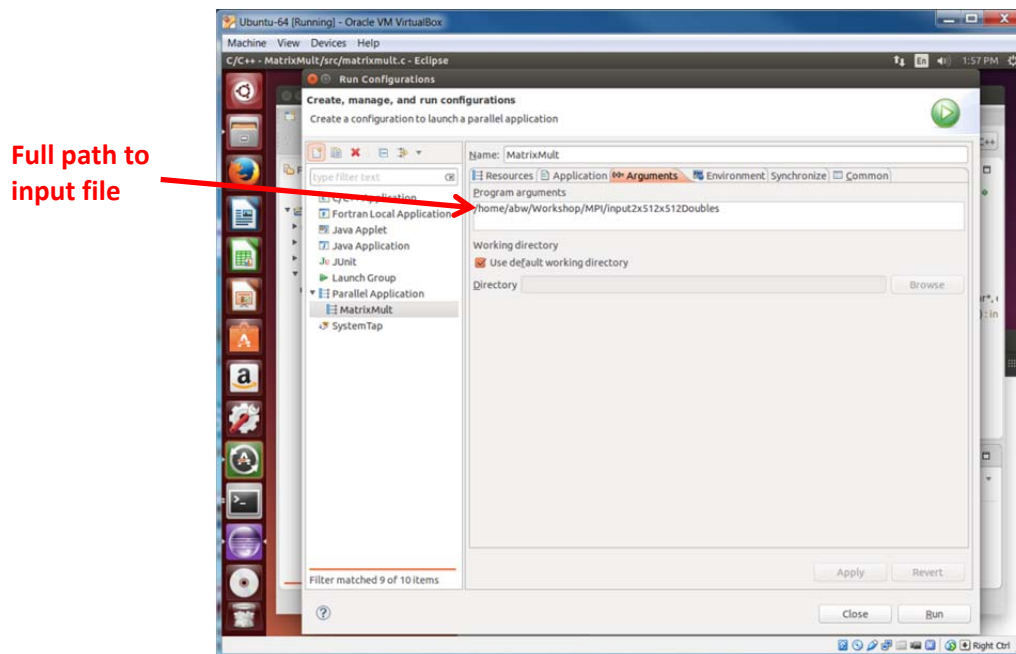 Ubuntu-64 [Running] - Oracle VM VirtualBox
Machine View Devices Help
C/C++ - MatrixMult/src/matrixmult.c - Eclipse
En 1:57 PM
Run Configurations
Create, manage, and run configurations
Create a configuration to launch a parallel application
Full path to
input file
type filter text
C/C++ Application
Fortran Local Application
Java Applet
Java Application
Ju JUnit
Launch Group
Parallel Application
MatrixMult
SystemTap
Filter matched 9 of 10 items
Name: MatrixMult
Resources Application (x)= Arguments Environment Synchronize Common
Program arguments
/home/abw/Workshop/MPI/input2x512x512Doubles
Working directory
Use default working directory
Directory Browse
Apply Revert
Close Run
Right Ctrl